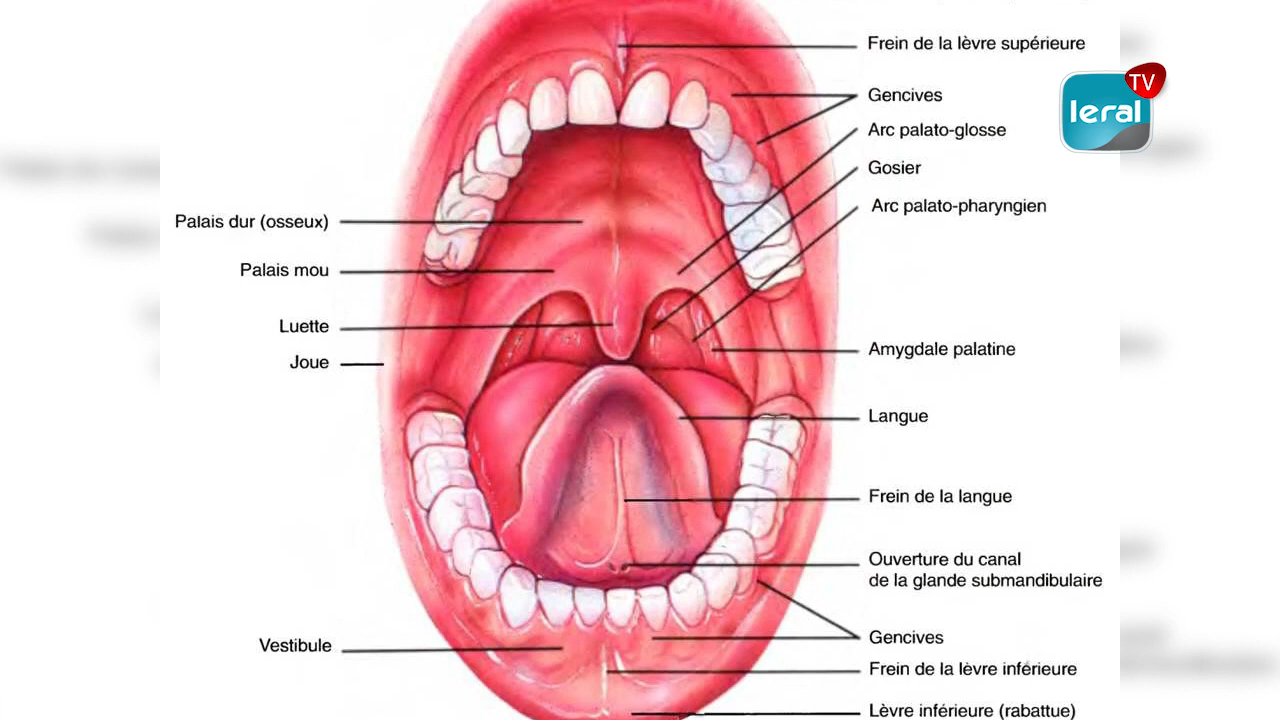 Frein de la lèvre supérieure
TV
leral
Gencives
Arc palato-glosse
Gosier
Arc palato-pharyngien
Palais dur (osseux)
Palais mou
Luette
Joue
Amygdale palatine
Langue
Frein de la langue
Ouverture du canal
de la glande submandibulaire
Gencives
Vestibule
Frein de la lèvre inférieure
Lèvre inférieure (rabattue)